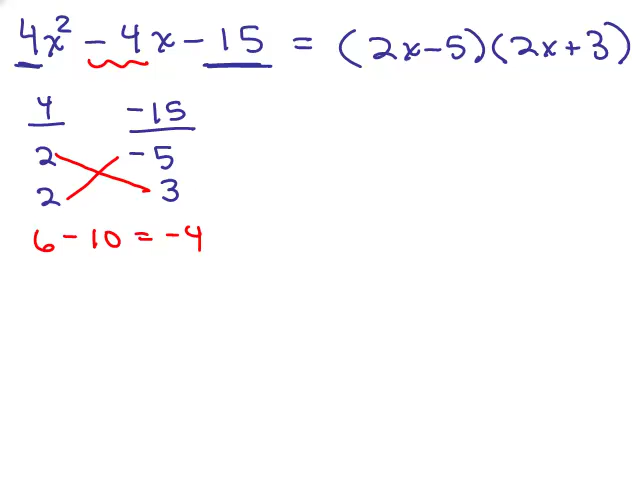 4x² - 4x - 15 = (2x - 5)(2x + 3)
4 -15
2 -5
2 3
6 - 10 = -4